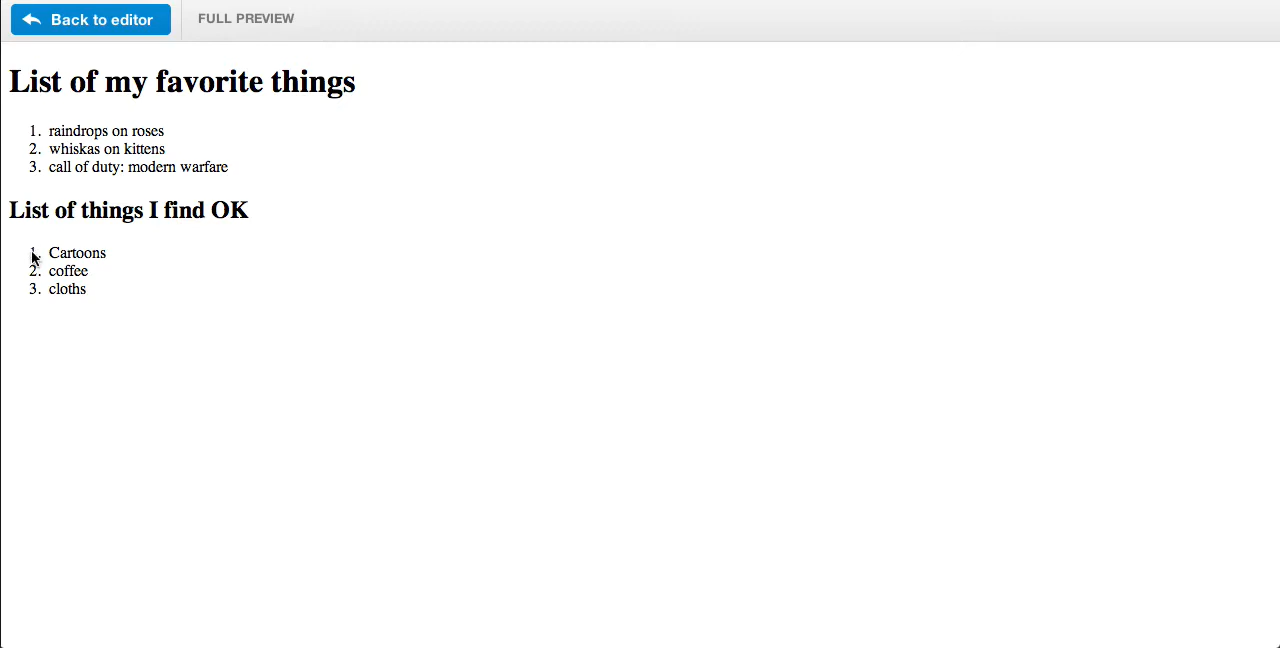 Back to editor
FULL PREVIEW
List of my favorite things
1. raindrops on roses
2. whiskas on kittens
3. call of duty: modern warfare
List of things I find OK
1. Cartoons
2. coffee
3. cloths